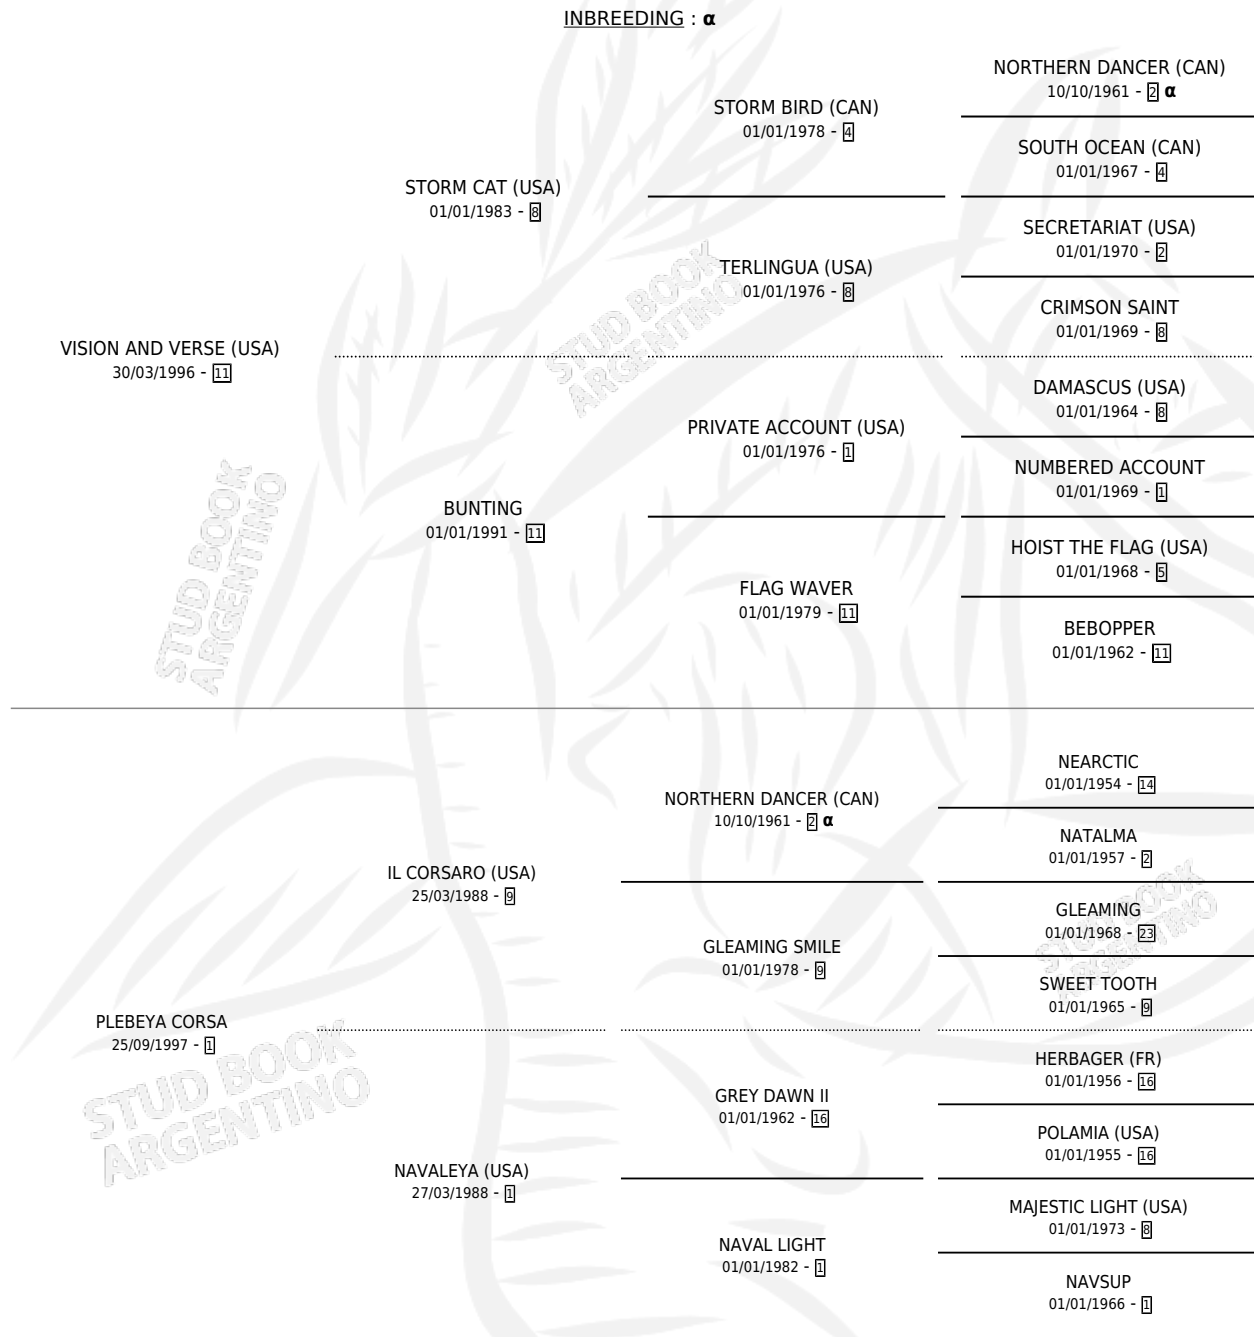 INBREEDING : α
NORTHERN DANCER (CAN)
10/10/1961 - 2 α
STORM BIRD (CAN)
01/01/1978 - 4
SOUTH OCEAN (CAN)
01/01/1967 - 4
STORM CAT (USA)
01/01/1983 - 8
SECRETARIAT (USA)
01/01/1970 - 2
TERLINGUA (USA)
01/01/1976 - 8
CRIMSON SAINT
01/01/1969 - 8
VISION AND VERSE (USA)
30/03/1996 - 11
DAMASCUS (USA)
01/01/1964 - 8
PRIVATE ACCOUNT (USA)
01/01/1976 - 1
NUMBERED ACCOUNT
01/01/1969 - 1
BUNTING
01/01/1991 - 11
HOIST THE FLAG (USA)
01/01/1968 - 5
FLAG WAVER
01/01/1979 - 11
BEBOPPER
01/01/1962 - 11
NEARCTIC
01/01/1954 - 14
NORTHERN DANCER (CAN)
10/10/1961 - 2 α
NATALMA
01/01/1957 - 2
IL CORSARO (USA)
25/03/1988 - 9
GLEAMING
01/01/1968 - 23
GLEAMING SMILE
01/01/1978 - 9
SWEET TOOTH
01/01/1965 - 9
PLEBEYA CORSA
25/09/1997 - 1
HERBAGER (FR)
01/01/1956 - 16
GREY DAWN II
01/01/1962 - 16
POLAMIA (USA)
01/01/1955 - 16
NAVALEYA (USA)
27/03/1988 - 1
MAJESTIC LIGHT (USA)
01/01/1973 - 8
NAVAL LIGHT
01/01/1982 - 1
NAVSUP
01/01/1966 - 1
STUD BOOK
ARGENTINO
STUD BOOK
ARGENTINO
STUD BOOK
ARGENTINO
STUD BOOK
ARGENTINO